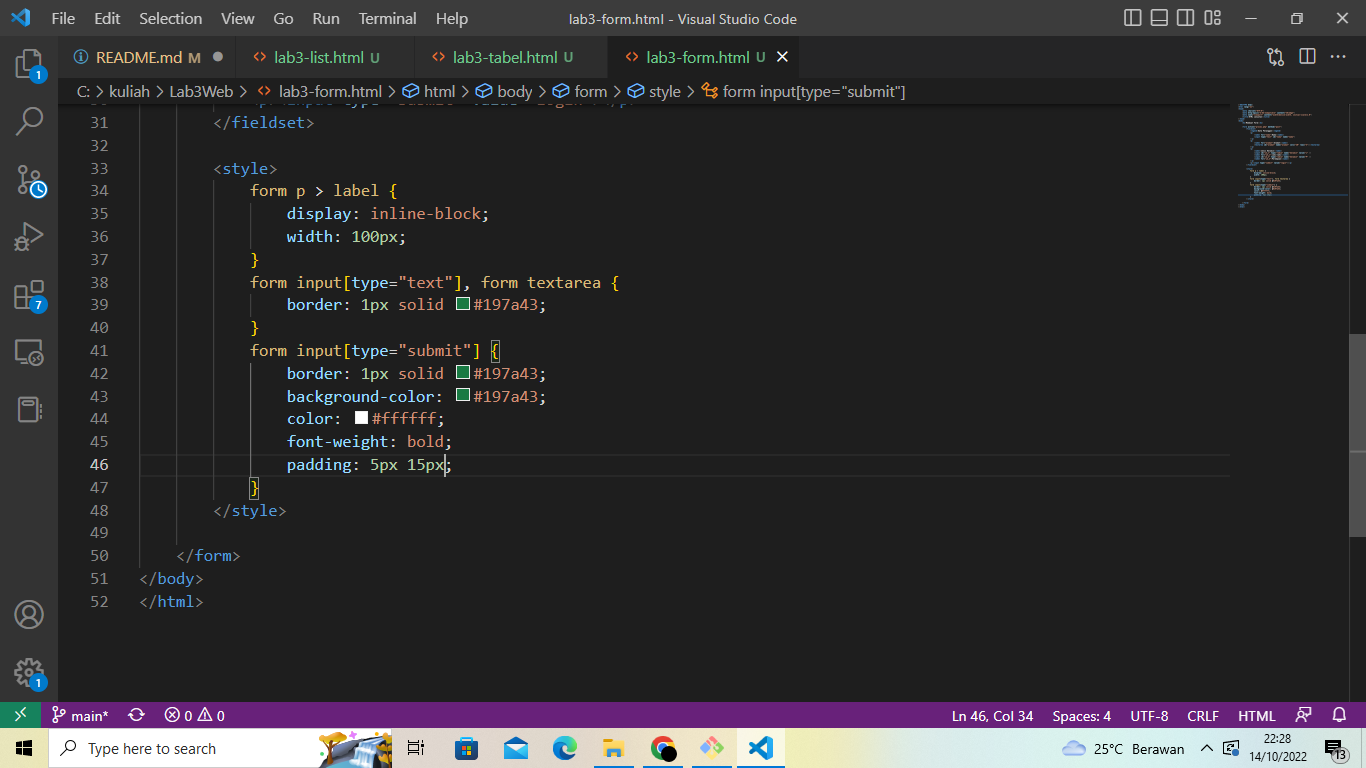 File Edit Selection View Go Run Terminal Help lab3-form.html - Visual Studio Code
README.md M lab3-list.html U lab3-tabel.html U lab3-form.html U
C: > kuliah > Lab3Web > lab3-form.html > html > body > form > style > form input[type="submit"]
31 </fieldset>
32
33 <style>
34 form p > label {
35 display: inline-block;
36 width: 100px;
37 }
38 form input[type="text"], form textarea {
39 border: 1px solid #197a43;
40 }
41 form input[type="submit"] {
42 border: 1px solid #197a43;
43 background-color: #197a43;
44 color: #ffffff;
45 font-weight: bold;
46 padding: 5px 15px;
47 }
48 </style>
49
50 </form>
51 </body>
52 </html>
1
7
1
main* 0 0 Ln 46, Col 34 Spaces: 4 UTF-8 CRLF HTML
Type here to search 25°C Berawan 22:28
14/10/2022
13